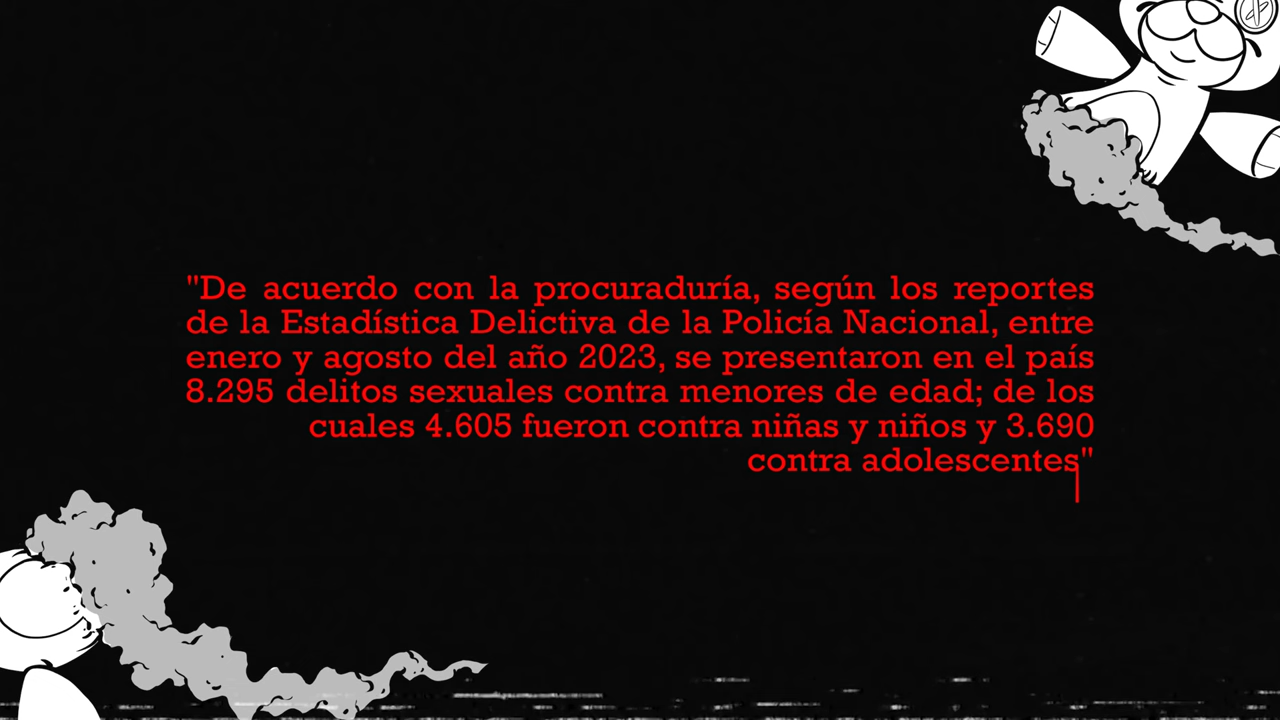 "De acuerdo con la procuraduría, según los reportes
de la Estadística Delictiva de la Policía Nacional, entre
enero y agosto del año 2023, se presentaron en el país
8.295 delitos sexuales contra menores de edad; de los
cuales 4.605 fueron contra niñas y niños y 3.690
contra adolescentes"